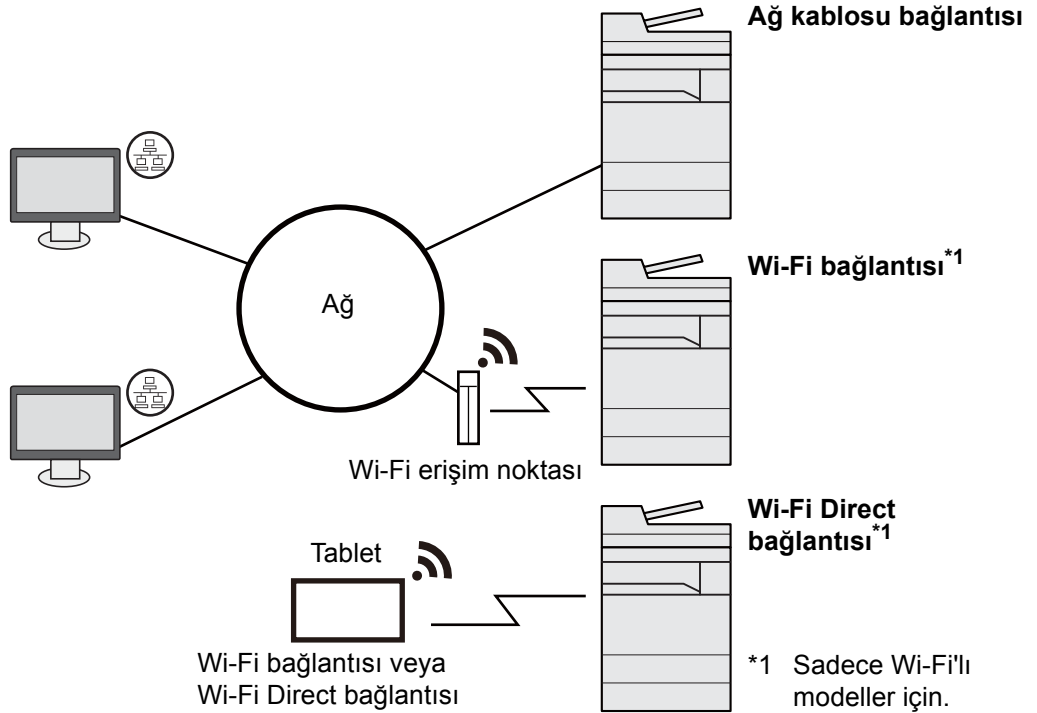 Ağ kablosu bağlantısı
Ağ
Wi-Fi bağlantısı*1
Wi-Fi erişim noktası
Wi-Fi Direct
bağlantısı*1
Tablet
Wi-Fi bağlantısı veya
Wi-Fi Direct bağlantısı
*1 Sadece Wi-Fi'lı
modeller için.